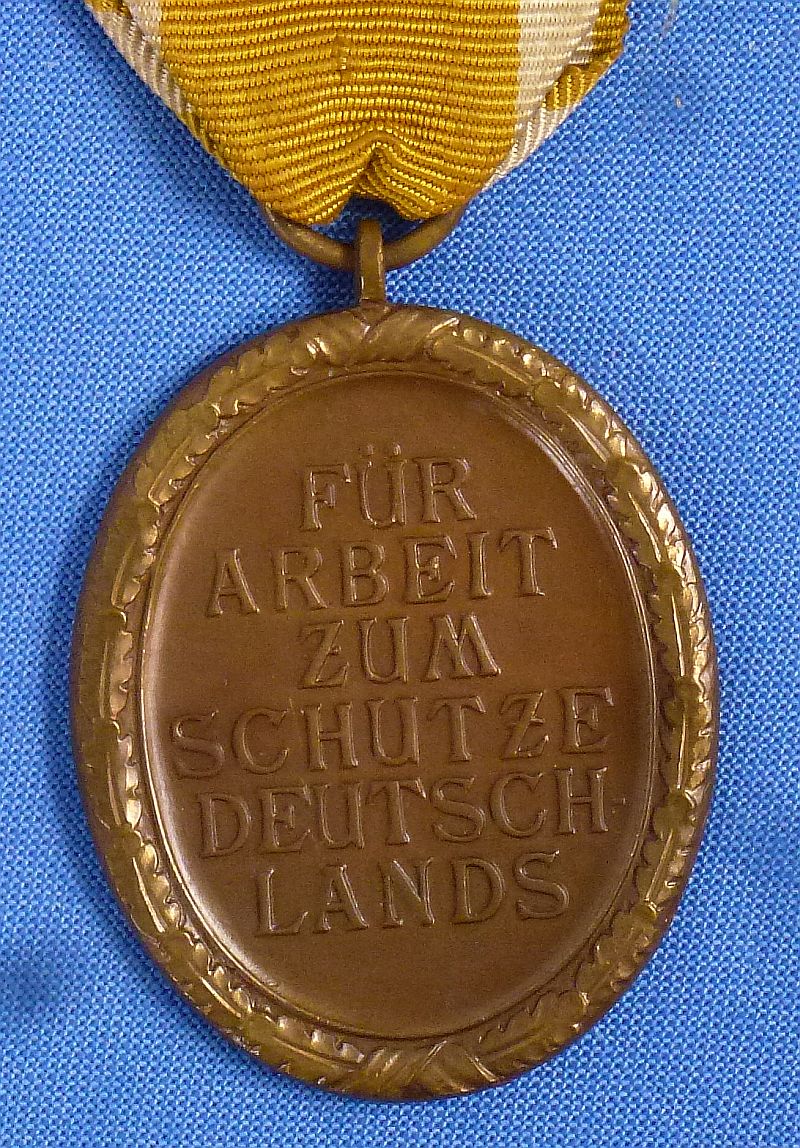 FÜR
ARBEIT
ZUM
SCHUTZE
DEUTSCH-
LANDS